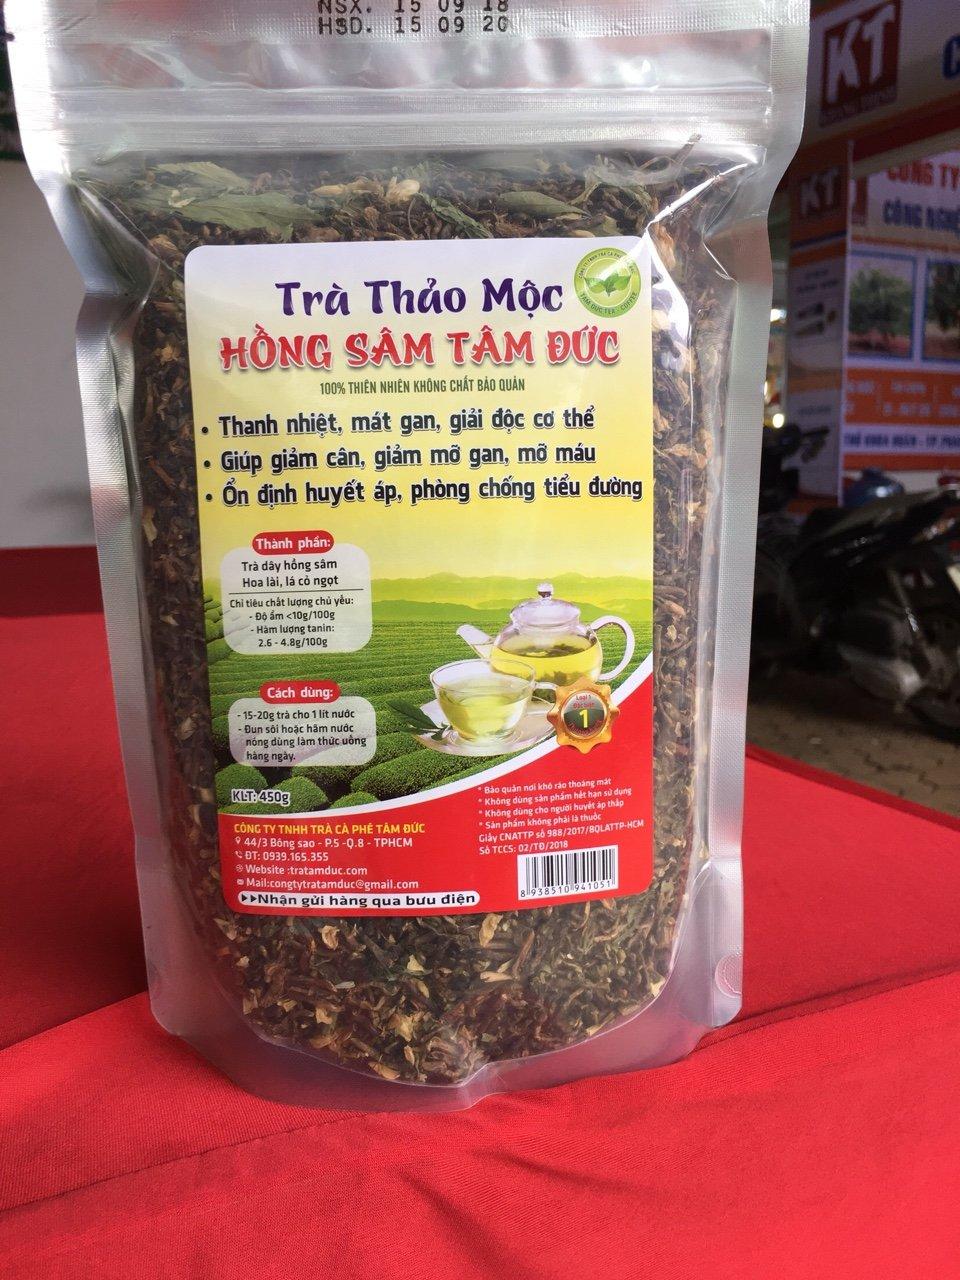 NSX. 15 09 18
HSD. 15 09 20
KT
KT
CÔNG TY
CÔNG NGHỆ
Trà Thảo Mộc
HỒNG SÂM TÂM ĐỨC
100% THIÊN NHIÊN KHÔNG CHẤT BẢO QUẢN
• Thanh nhiệt, mát gan, giải độc cơ thể
• Giúp giảm cân, giảm mỡ gan, mỡ máu
• Ổn định huyết áp, phòng chống tiểu đường
Thành phần:
Trà dây hồng sâm
Hoa lài, lá cỏ ngọt
Chỉ tiêu chất lượng chủ yếu:
- Độ ẩm <10g/100g
- Hàm lượng tanin:
2.6 - 4.8g/100g
Cách dùng:
- 15-20g trà cho 1 lít nước
- Đun sôi hoặc hãm nước
nóng dùng làm thức uống
hàng ngày.
Loại 1
Đặc biệt
1
KLT: 450g
* Bảo quản nơi khô ráo thoáng mát
* Không dùng sản phẩm hết hạn sử dụng
* Không dùng cho người huyết áp thấp
* Sản phẩm không phải là thuốc
Giấy CNATTP số 988/2017/BQLATTP-HCM
Số TCCS: 02/TĐ/2018
CÔNG TY TNHH TRÀ CÀ PHÊ TÂM ĐỨC
44/3 Bông sao - P.5 -Q.8 - TPHCM
ĐT: 0939.165.355
Website :tratamduc.com
Mail:congtytratamduc@gmail.com
Nhận gửi hàng qua bưu điện
8 938510 941051